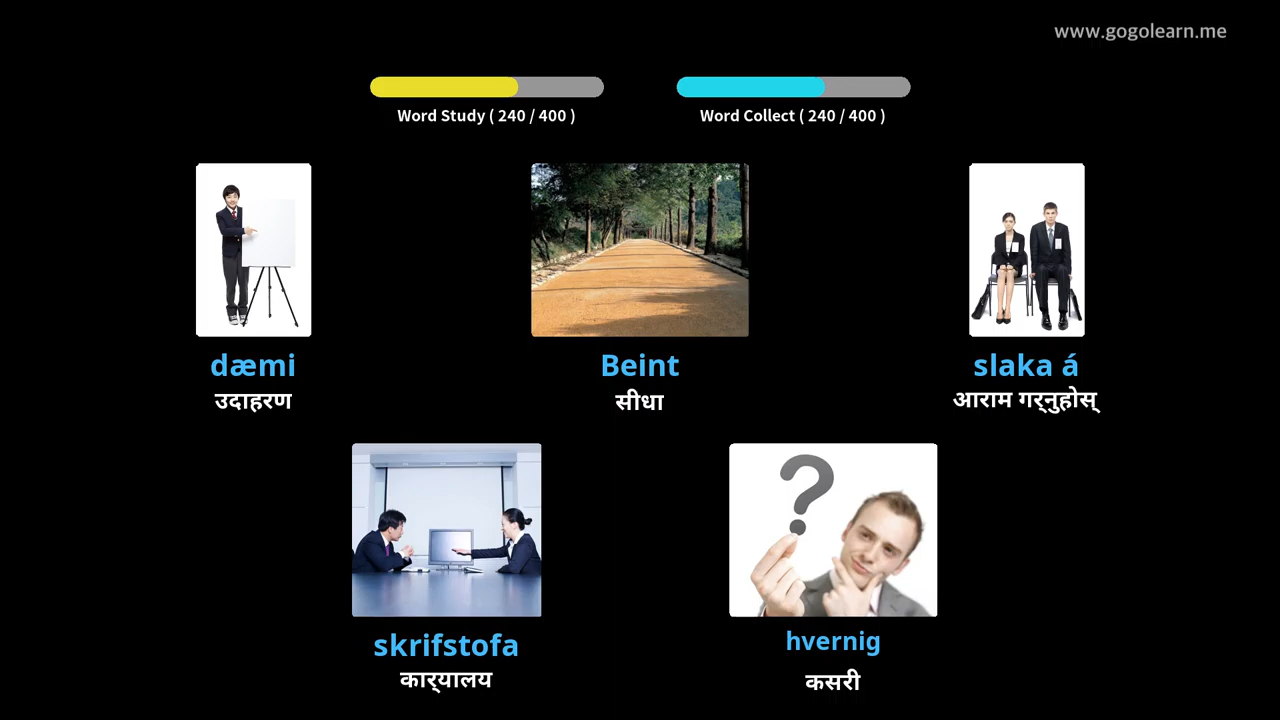 www.gogolearn.me
Word Study ( 240 / 400 )
Word Collect ( 240 / 400 )
dæmi
उदाहरण
Beint
सीधा
slaka á
आराम गर्‍नुहोस्
skrifstofa
कार्‍यालय
hvernig
कसरी